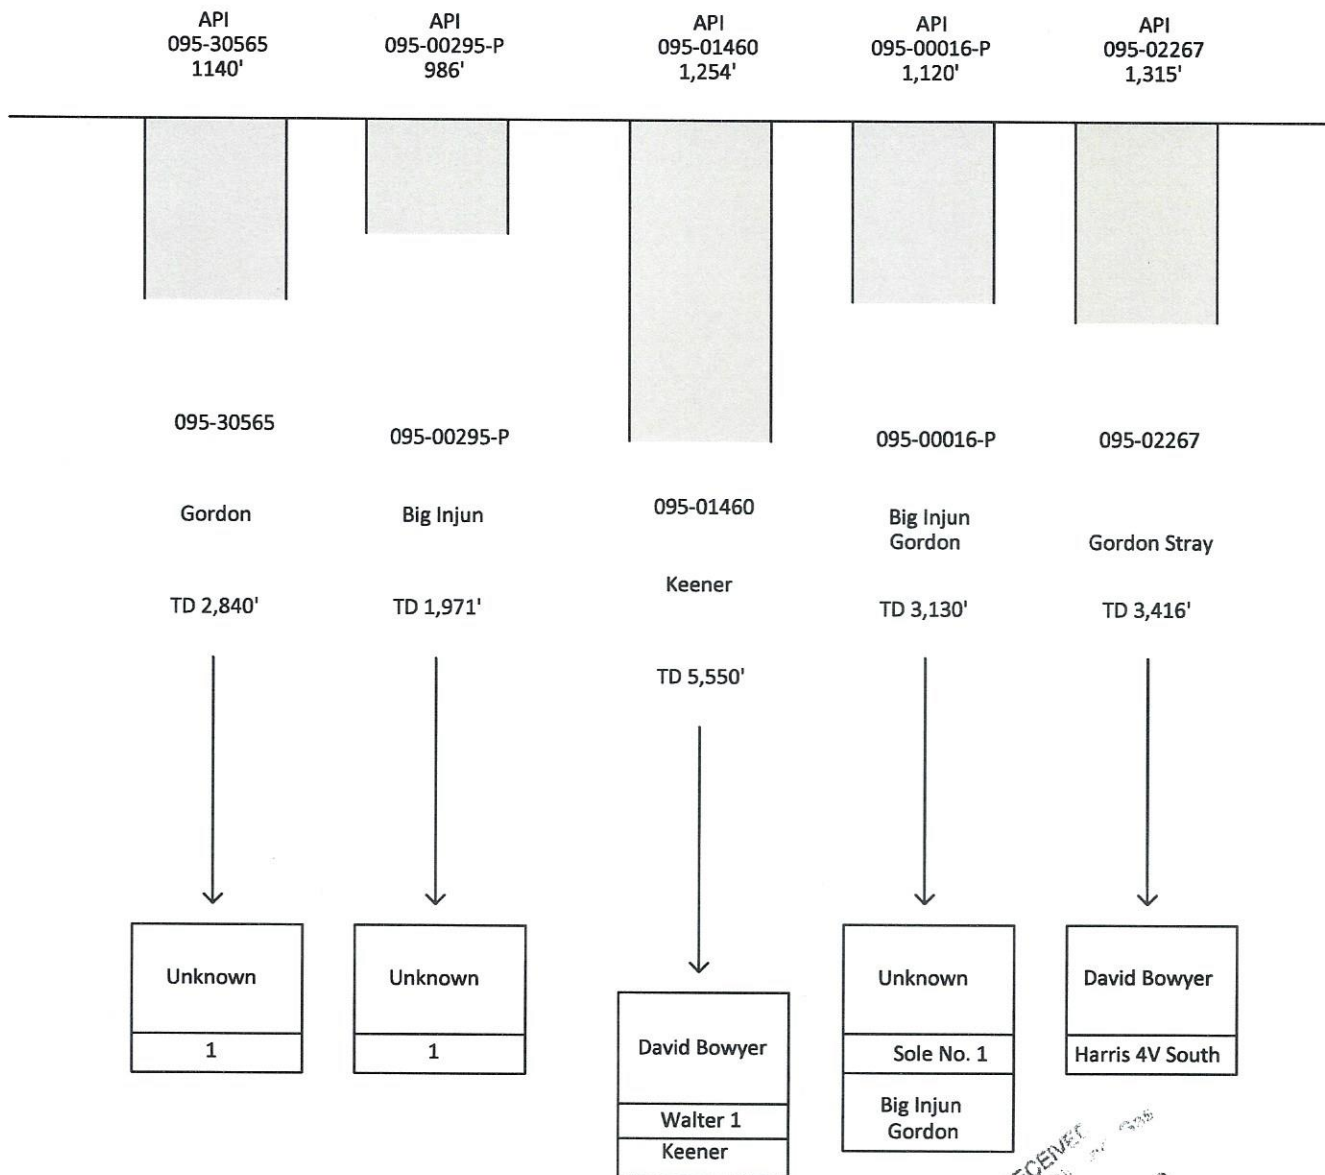 API
095-30565
1140'
API
095-00295-P
986'
API
095-01460
1,254'
API
095-00016-P
1,120'
API
095-02267
1,315'
095-30565
Gordon
TD 2,840'
095-00295-P
Big Injun
TD 1,971'
095-01460
Keener
TD 5,550'
095-00016-P
Big Injun
Gordon
TD 3,130'
095-02267
Gordon Stray
TD 3,416'
Unknown
1
Unknown
1
David Bowyer
Walter 1
Keener
Unknown
Sole No. 1
Big Injun
Gordon
David Bowyer
Harris 4V South